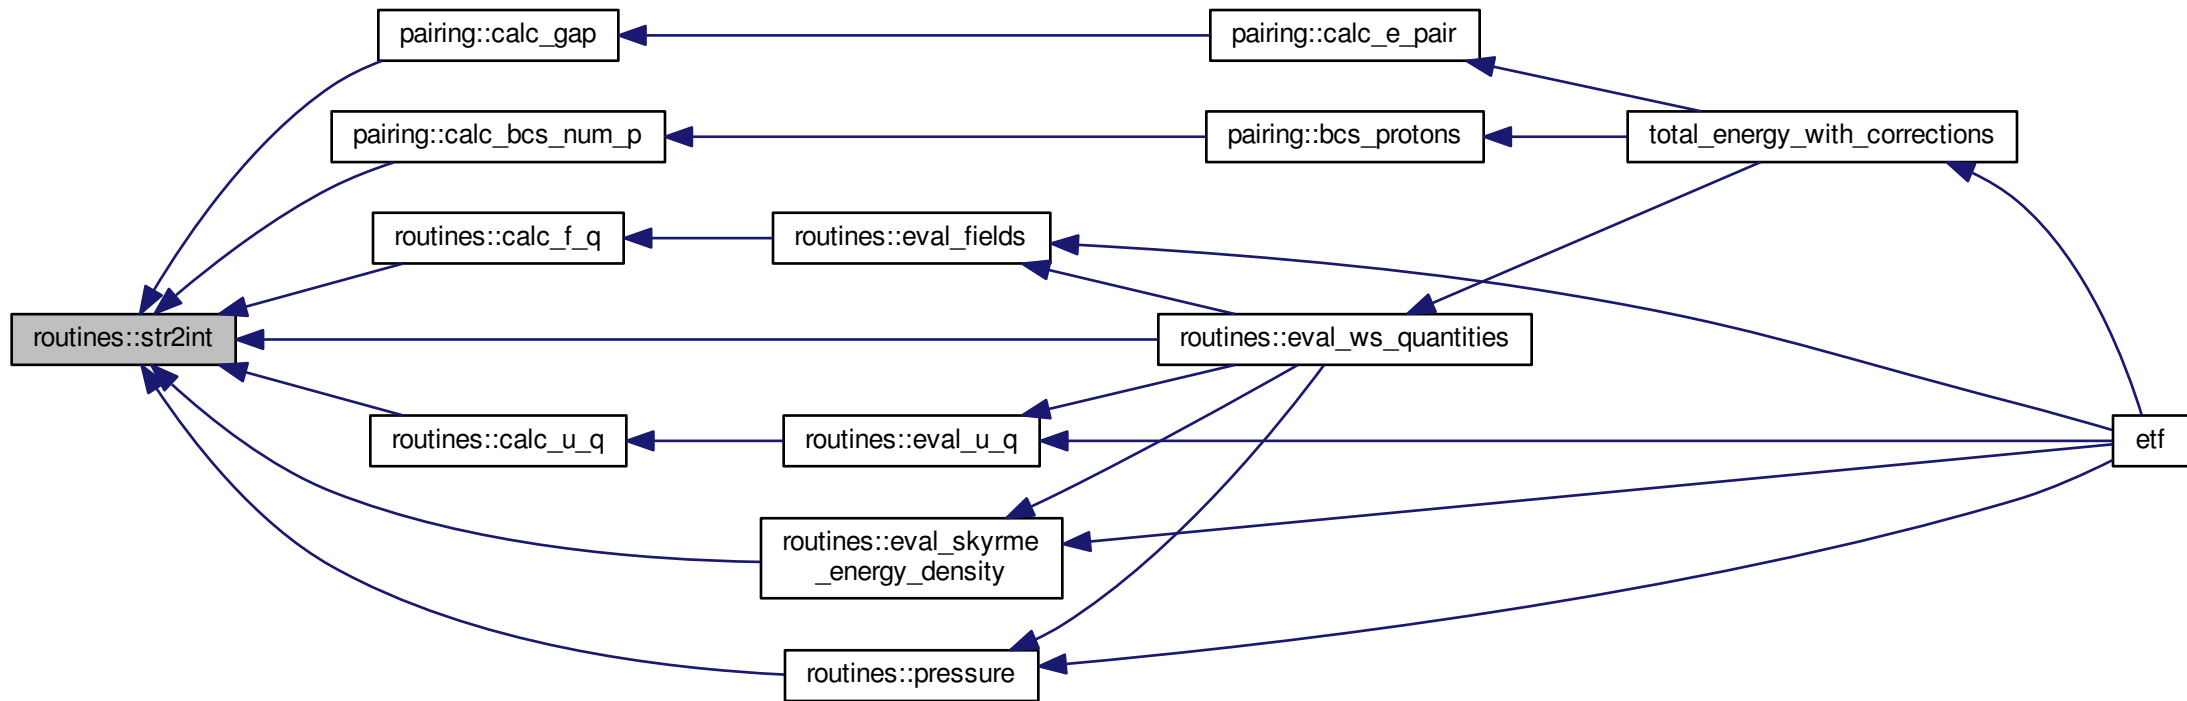 pairing::calc_gap
pairing::calc_e_pair
pairing::calc_bcs_num_p
pairing::bcs_protons
total_energy_with_corrections
routines::calc_f_q
routines::eval_fields
routines::str2int
routines::eval_ws_quantities
routines::calc_u_q
routines::eval_u_q
etf
routines::eval_skyrme
_energy_density
routines::pressure